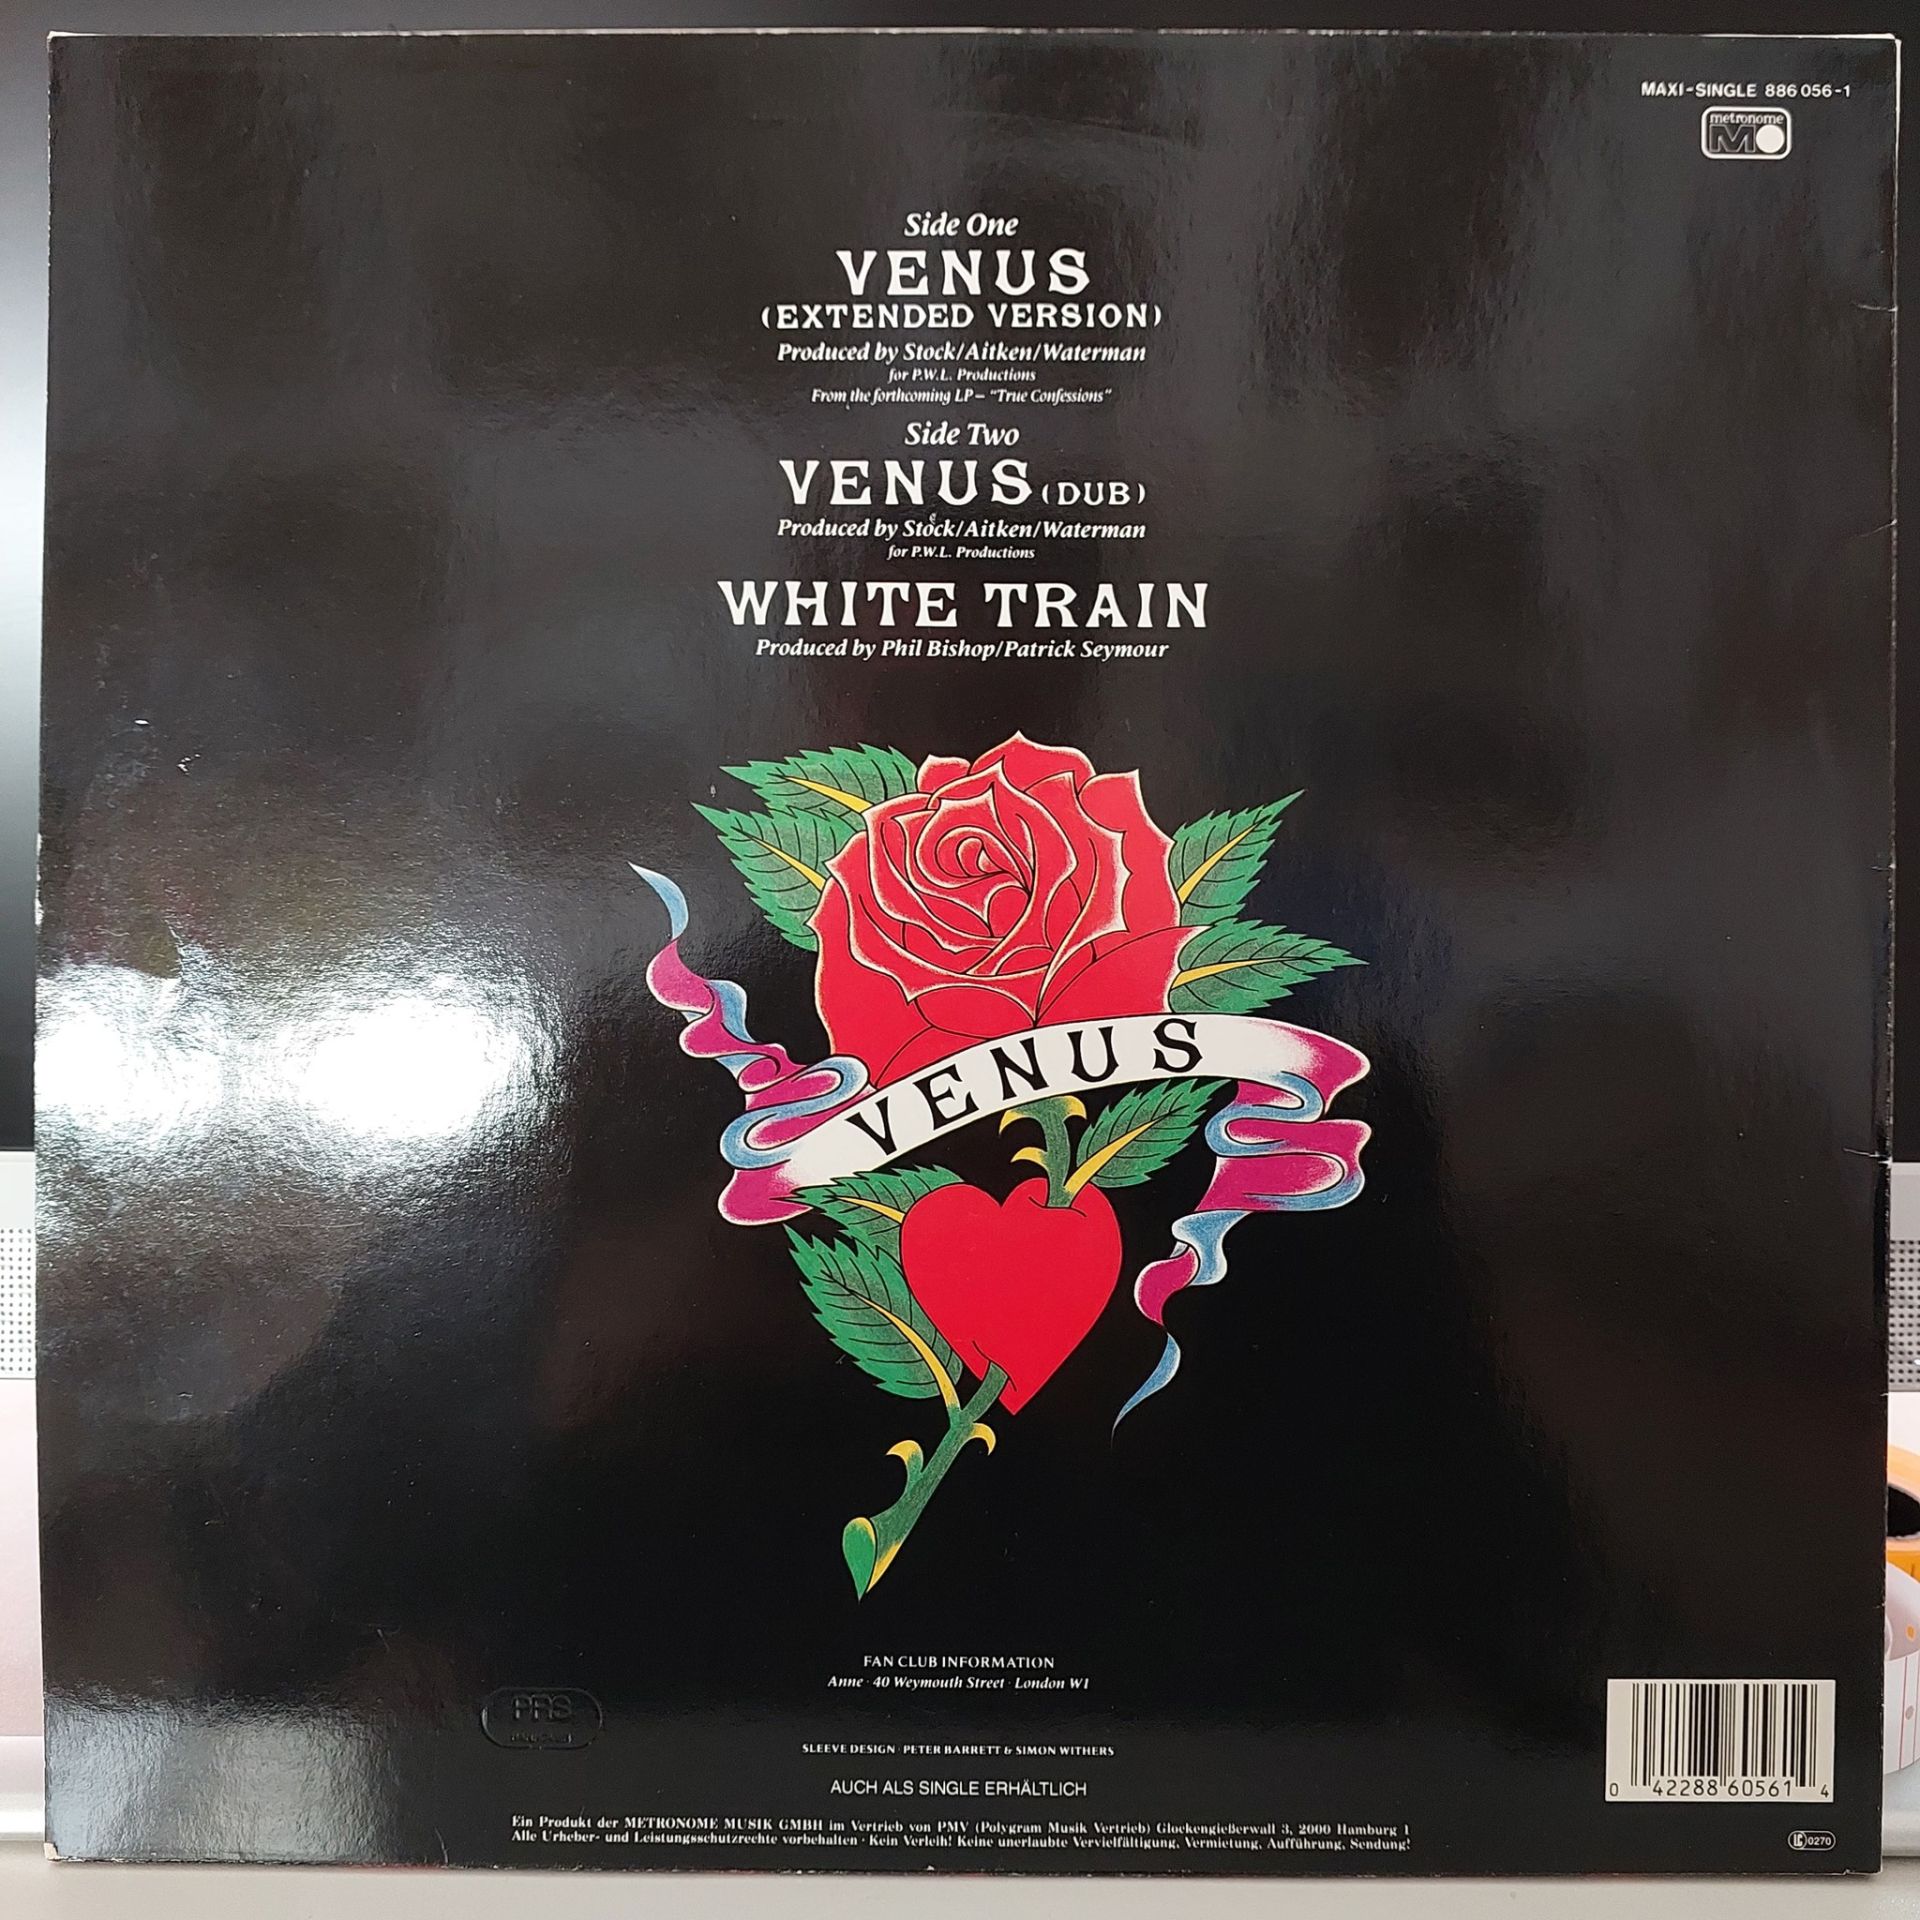 MAXI-SINGLE 886 056-1
metronome
Side One
VENUS
(EXTENDED VERSION)
Produced by Stock/Aitken/Waterman
for P.W.L. Productions
From the forthcoming LP – "True Confessions"
Side Two
VENUS (DUB)
Produced by Stock/Aitken/Waterman
for P.W.L. Productions
WHITE TRAIN
Produced by Phil Bishop/Patrick Seymour
VENUS
FAN CLUB INFORMATION
Anne · 40 Weymouth Street · London W1
PRS
SLEEVE DESIGN · PETER BARRETT & SIMON WITHERS
AUCH ALS SINGLE ERHÄLTLICH
0 42288 60561 4
Ein Produkt der METRONOME MUSIK GMBH im Vertrieb von PMV (Polygram Musik Vertrieb) Glockengießerwall 3, 2000 Hamburg 1
Alle Urheber- und Leistungsschutzrechte vorbehalten · Kein Verleih! Keine unerlaubte Vervielfältigung, Vermietung, Aufführung, Sendung!
LC 0270